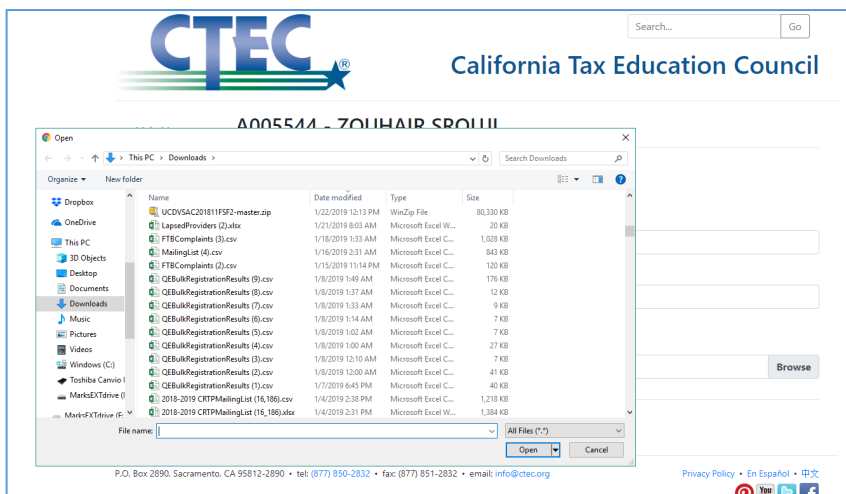 CTEC®
Search... Go
California Tax Education Council
A005544 - ZOUHAIR SROUJI
Open
This PC > Downloads >
Search Downloads
Organize New folder
Name Date modified Type Size
Dropbox
OneDrive
This PC
3D Objects
Desktop
Documents
Downloads
Music
Pictures
Videos
Windows (C:)
Toshiba Canvio
MarksEXTdrive (
MarksEXTdrive (E:
UCDVSAC201811FSF2-master.zip 1/22/2019 12:13 PM WinZip File 80,330 KB
LapsedProviders (2).xlsx 1/21/2019 8:03 AM Microsoft Excel W... 20 KB
FTBComplaints (3).csv 1/18/2019 1:33 AM Microsoft Excel C... 1,028 KB
MailingList (4).csv 1/16/2019 2:31 AM Microsoft Excel C... 843 KB
FTBComplaints (2).csv 1/15/2019 11:14 PM Microsoft Excel C... 120 KB
QEBulkRegistrationResults (9).csv 1/8/2019 1:49 AM Microsoft Excel C... 176 KB
QEBulkRegistrationResults (8).csv 1/8/2019 1:37 AM Microsoft Excel C... 12 KB
QEBulkRegistrationResults (7).csv 1/8/2019 1:33 AM Microsoft Excel C... 9 KB
QEBulkRegistrationResults (6).csv 1/8/2019 1:14 AM Microsoft Excel C... 7 KB
QEBulkRegistrationResults (5).csv 1/8/2019 1:02 AM Microsoft Excel C... 7 KB
QEBulkRegistrationResults (4).csv 1/8/2019 1:00 AM Microsoft Excel C... 27 KB
QEBulkRegistrationResults (3).csv 1/8/2019 12:10 AM Microsoft Excel C... 7 KB
QEBulkRegistrationResults (2).csv 1/8/2019 12:00 AM Microsoft Excel C... 41 KB
QEBulkRegistrationResults (1).csv 1/7/2019 6:45 PM Microsoft Excel C... 40 KB
2018-2019 CRTPMailingList (16,186).csv 1/4/2019 2:38 PM Microsoft Excel C... 1,218 KB
2018-2019 CRTPMailingList (16_186).xlsx 1/4/2019 2:31 PM Microsoft Excel W... 1,384 KB
File name: All Files (*.*)
Open Cancel
Browse
P.O. Box 2890, Sacramento, CA 95812-2890 • tel: (877) 850-2832 • fax: (877) 851-2832 • email: info@ctec.org
Privacy Policy • En Español • 中文
You